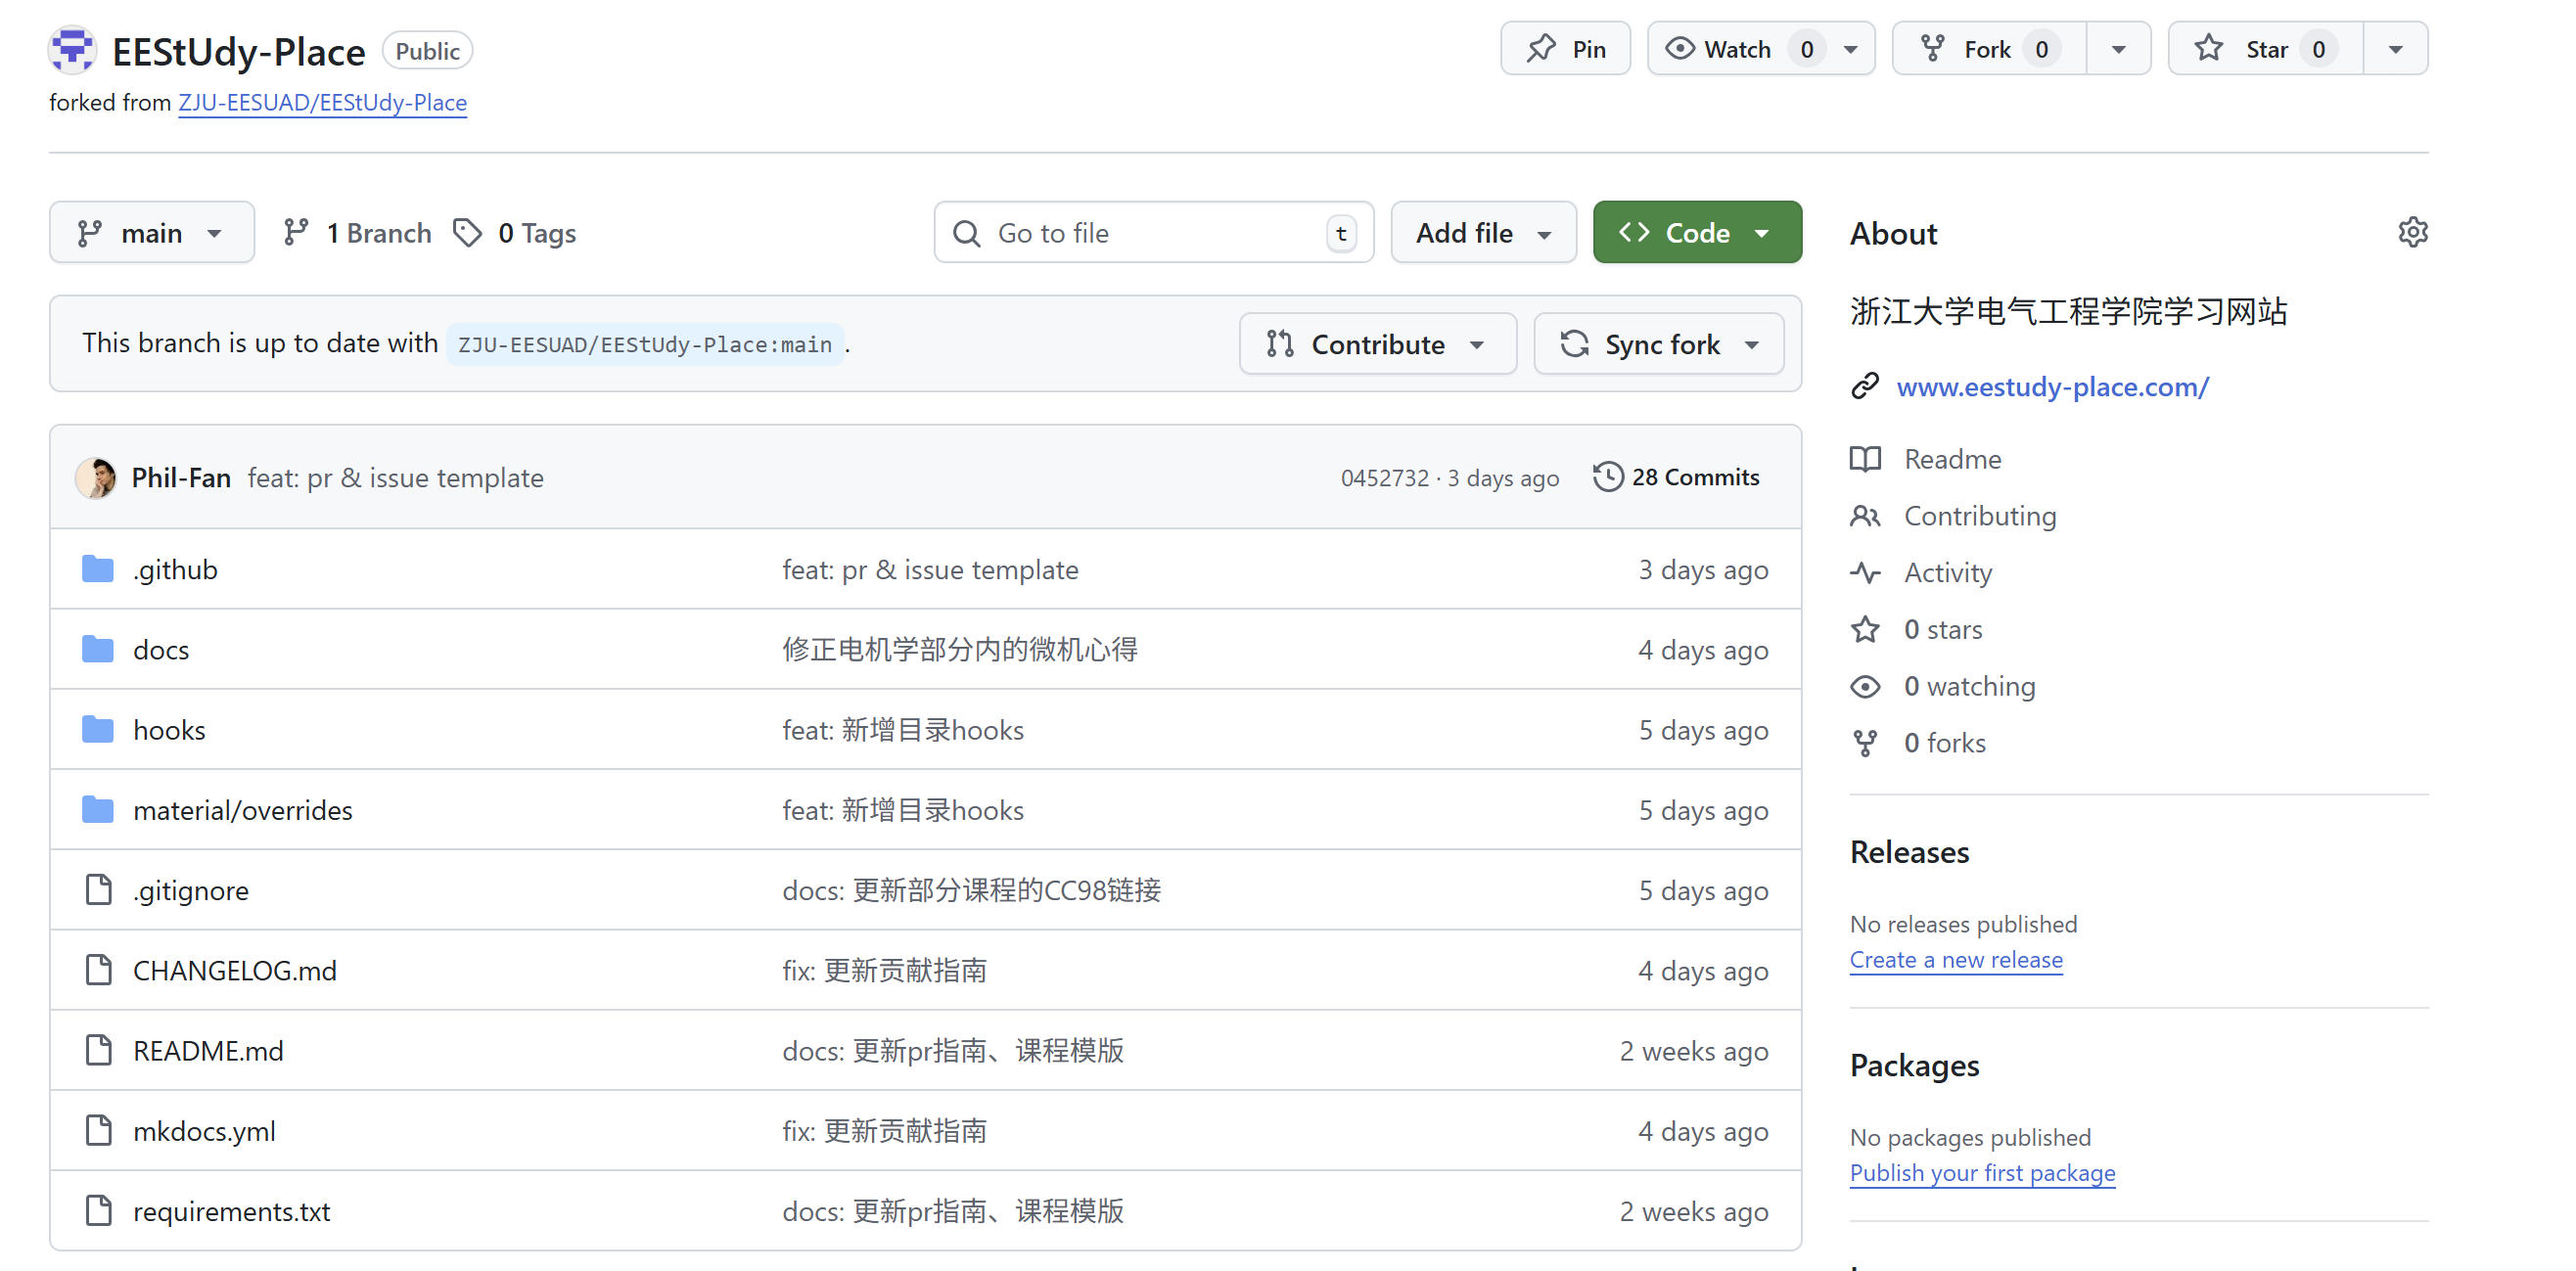 EEStUdy-Place Public Pin Watch 0 Fork 0 Star 0
forked from ZJU-EESUAD/EEStUdy-Place
main 1 Branch 0 Tags Go to file t Add file Code
This branch is up to date with ZJU-EESUAD/EEStUdy-Place:main . Contribute Sync fork
Phil-Fan feat: pr & issue template 0452732 · 3 days ago 28 Commits
.github feat: pr & issue template 3 days ago
docs 修正电机学部分内的微机心得 4 days ago
hooks feat: 新增目录hooks 5 days ago
material/overrides feat: 新增目录hooks 5 days ago
.gitignore docs: 更新部分课程的CC98链接 5 days ago
CHANGELOG.md fix: 更新贡献指南 4 days ago
README.md docs: 更新pr指南、课程模版 2 weeks ago
mkdocs.yml fix: 更新贡献指南 4 days ago
requirements.txt docs: 更新pr指南、课程模版 2 weeks ago
About
浙江大学电气工程学院学习网站
www.eestudy-place.com/
Readme
Contributing
Activity
0 stars
0 watching
0 forks
Releases
No releases published
Create a new release
Packages
No packages published
Publish your first package